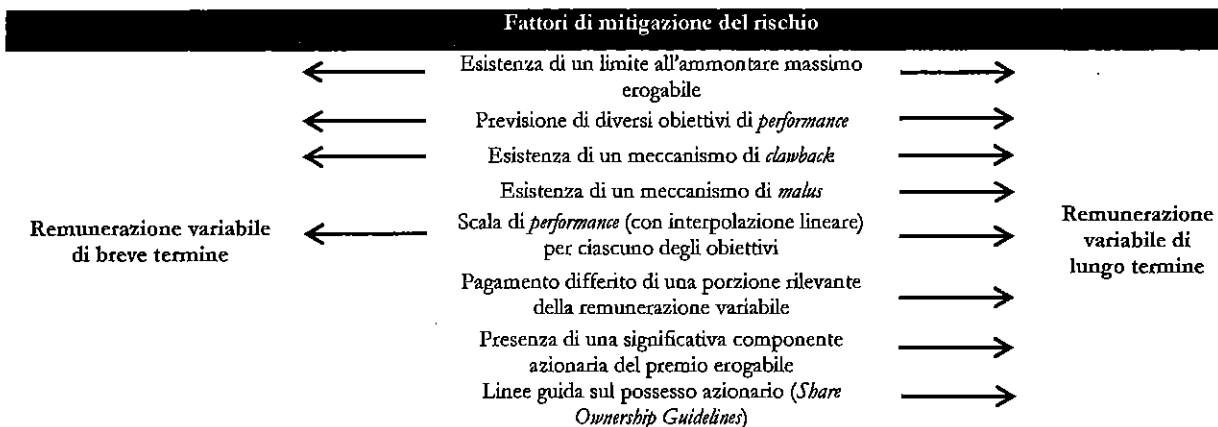 Fattori di mitigazione del rischio
Esistenza di un limite all'ammontare massimo
erogabile
Previsione di diversi obiettivi di performance
Esistenza di un meccanismo di clawback
Esistenza di un meccanismo di malus
Remunerazione variabile
di breve termine
Scala di performance (con interpolazione lineare)
per ciascuno degli obiettivi
Remunerazione
variabile di
lungo termine
Pagamento differito di una porzione rilevante
della remunerazione variabile
Presenza di una significativa componente
azionaria del premio erogabile
Linee guida sul possesso azionario (Share
Ownership Guidelines)